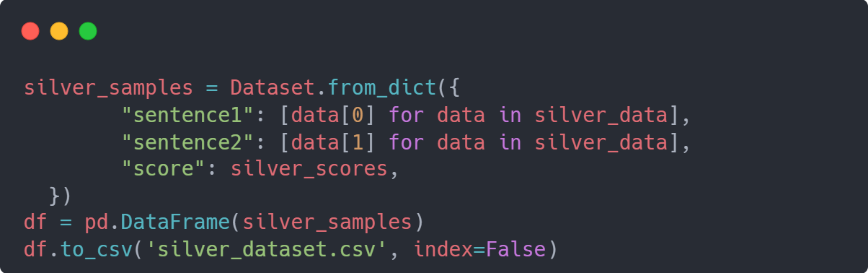 silver_samples = Dataset.from_dict({
        "sentence1": [data[0] for data in silver_data],
        "sentence2": [data[1] for data in silver_data],
        "score": silver_scores,
  })
df = pd.DataFrame(silver_samples)
df.to_csv('silver_dataset.csv', index=False)